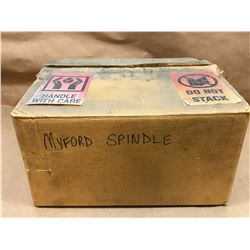 HANDLE
WITH CARE
DO NOT
STACK
MYFORD SPINDLE